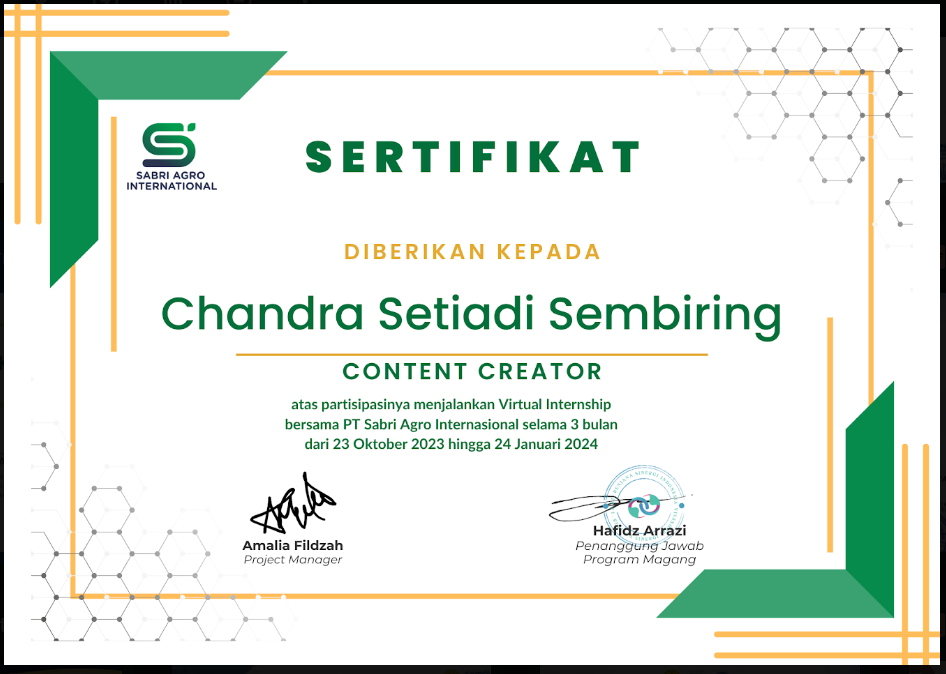 SABRI AGRO
INTERNATIONAL
SERTIFIKAT
DIBERIKAN KEPADA
Chandra Setiadi Sembiring
CONTENT CREATOR
atas partisipasinya menjalankan Virtual Internship
bersama PT Sabri Agro Internasional selama 3 bulan
dari 23 Oktober 2023 hingga 24 Januari 2024
Amalia Fildzah
Project Manager
Hafidz Arrazi
Penanggung Jawab
Program Magang